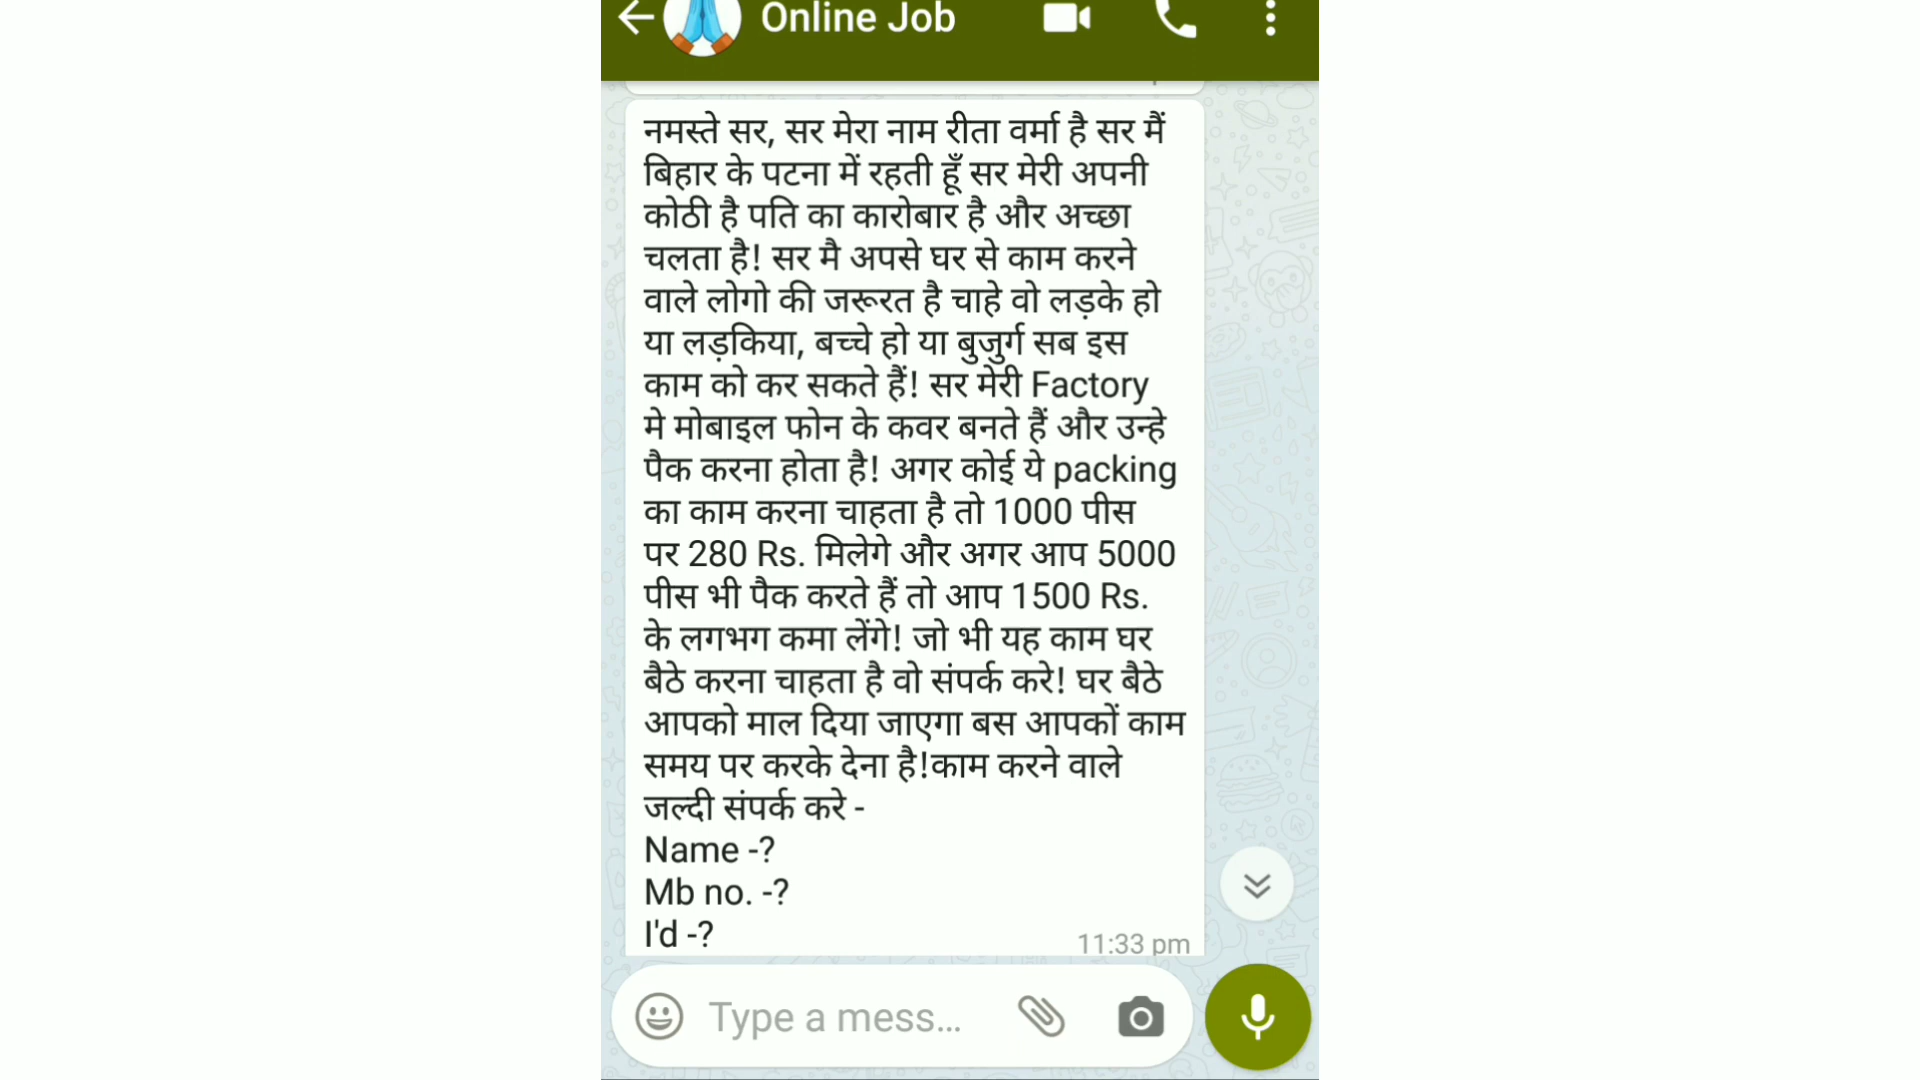 Online Job
नमस्ते सर, सर मेरा नाम रीता वर्मा है सर मैं
बिहार के पटना में रहती हूँ सर मेरी अपनी
कोठी है पति का कारोबार है और अच्छा
चलता है! सर मै अपसे घर से काम करने
वाले लोगो की जरूरत है चाहे वो लड़के हो
या लड़किया, बच्चे हो या बुजुर्ग सब इस
काम को कर सकते हैं! सर मेरी Factory
मे मोबाइल फोन के कवर बनते हैं और उन्हे
पैक करना होता है! अगर कोई ये packing
का काम करना चाहता है तो 1000 पीस
पर 280 Rs. मिलेगे और अगर आप 5000
पीस भी पैक करते हैं तो आप 1500 Rs.
के लगभग कमा लेंगे! जो भी यह काम घर
बैठे करना चाहता है वो संपर्क करे! घर बैठे
आपको माल दिया जाएगा बस आपकों काम
समय पर करके देना है!काम करने वाले
जल्दी संपर्क करे -
Name -?
Mb no. -?
I'd -?
11:33 pm
Type a mess...